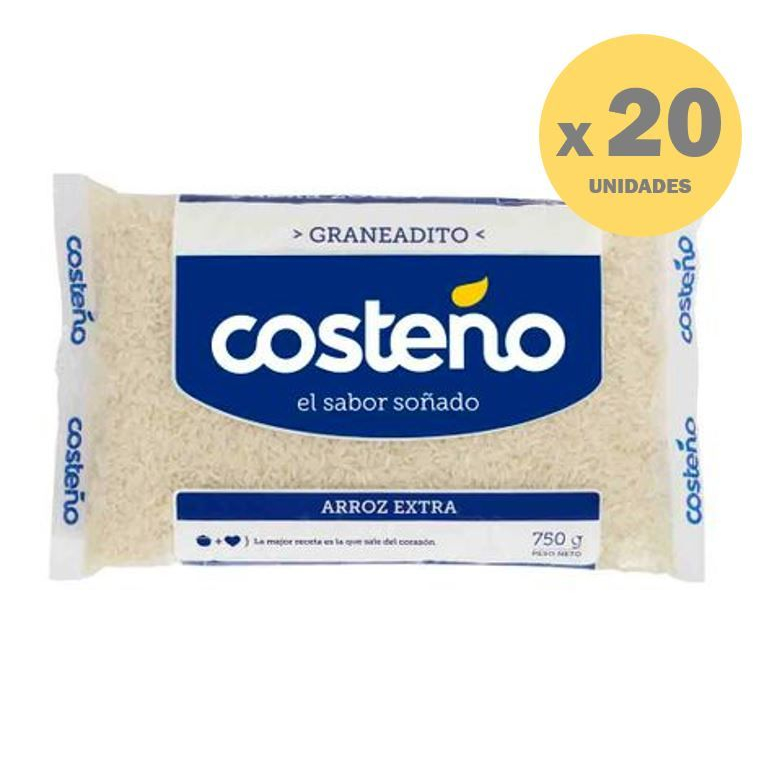 x 20
UNIDADES
> GRANEADITO <
costeño
el sabor soñado
ARROZ EXTRA
La mejor receta es la que sale del corazón.
750 g
PESO NETO
costeño
costeño
costeño
costeño